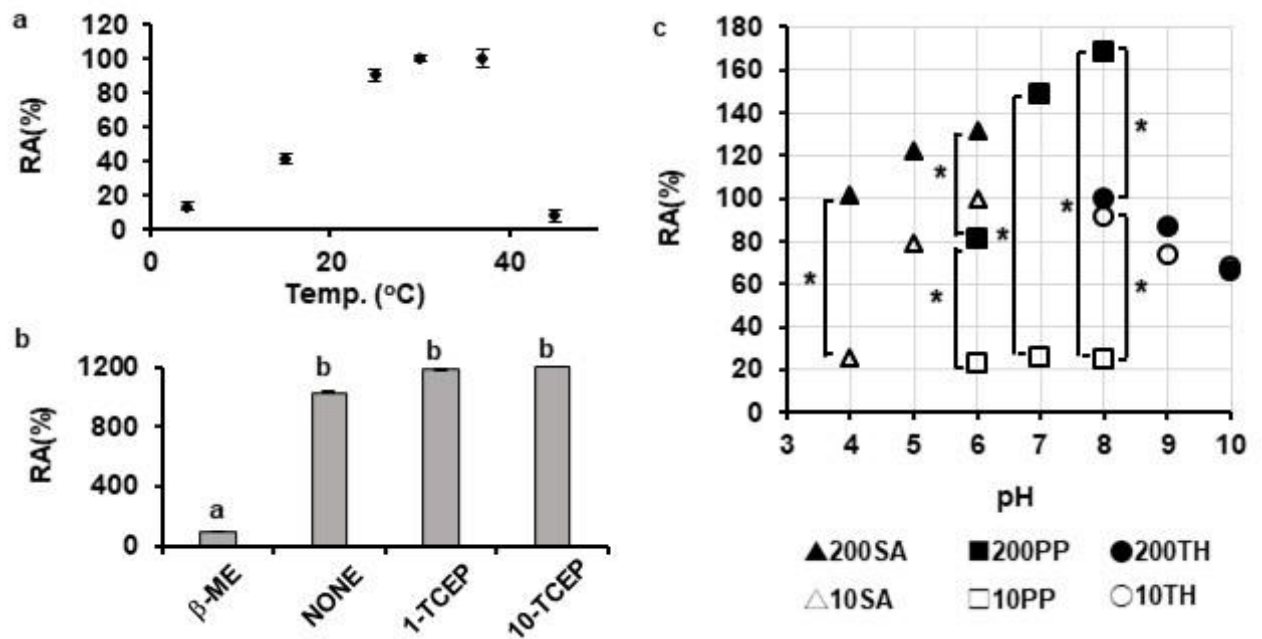 a
120
100
80
60
40
20
0
RA(%)
0 20 40
Temp. (°C)
b
1200
800
400
0
RA(%)
a b b b
β-ME NONE 1-TCEP 10-TCEP
c
180
160
140
120
100
80
60
40
20
0
RA(%)
* * * * * * *
3 4 5 6 7 8 9 10
pH
▲200SA ■200PP ●200TH
△10SA □10PP ○10TH